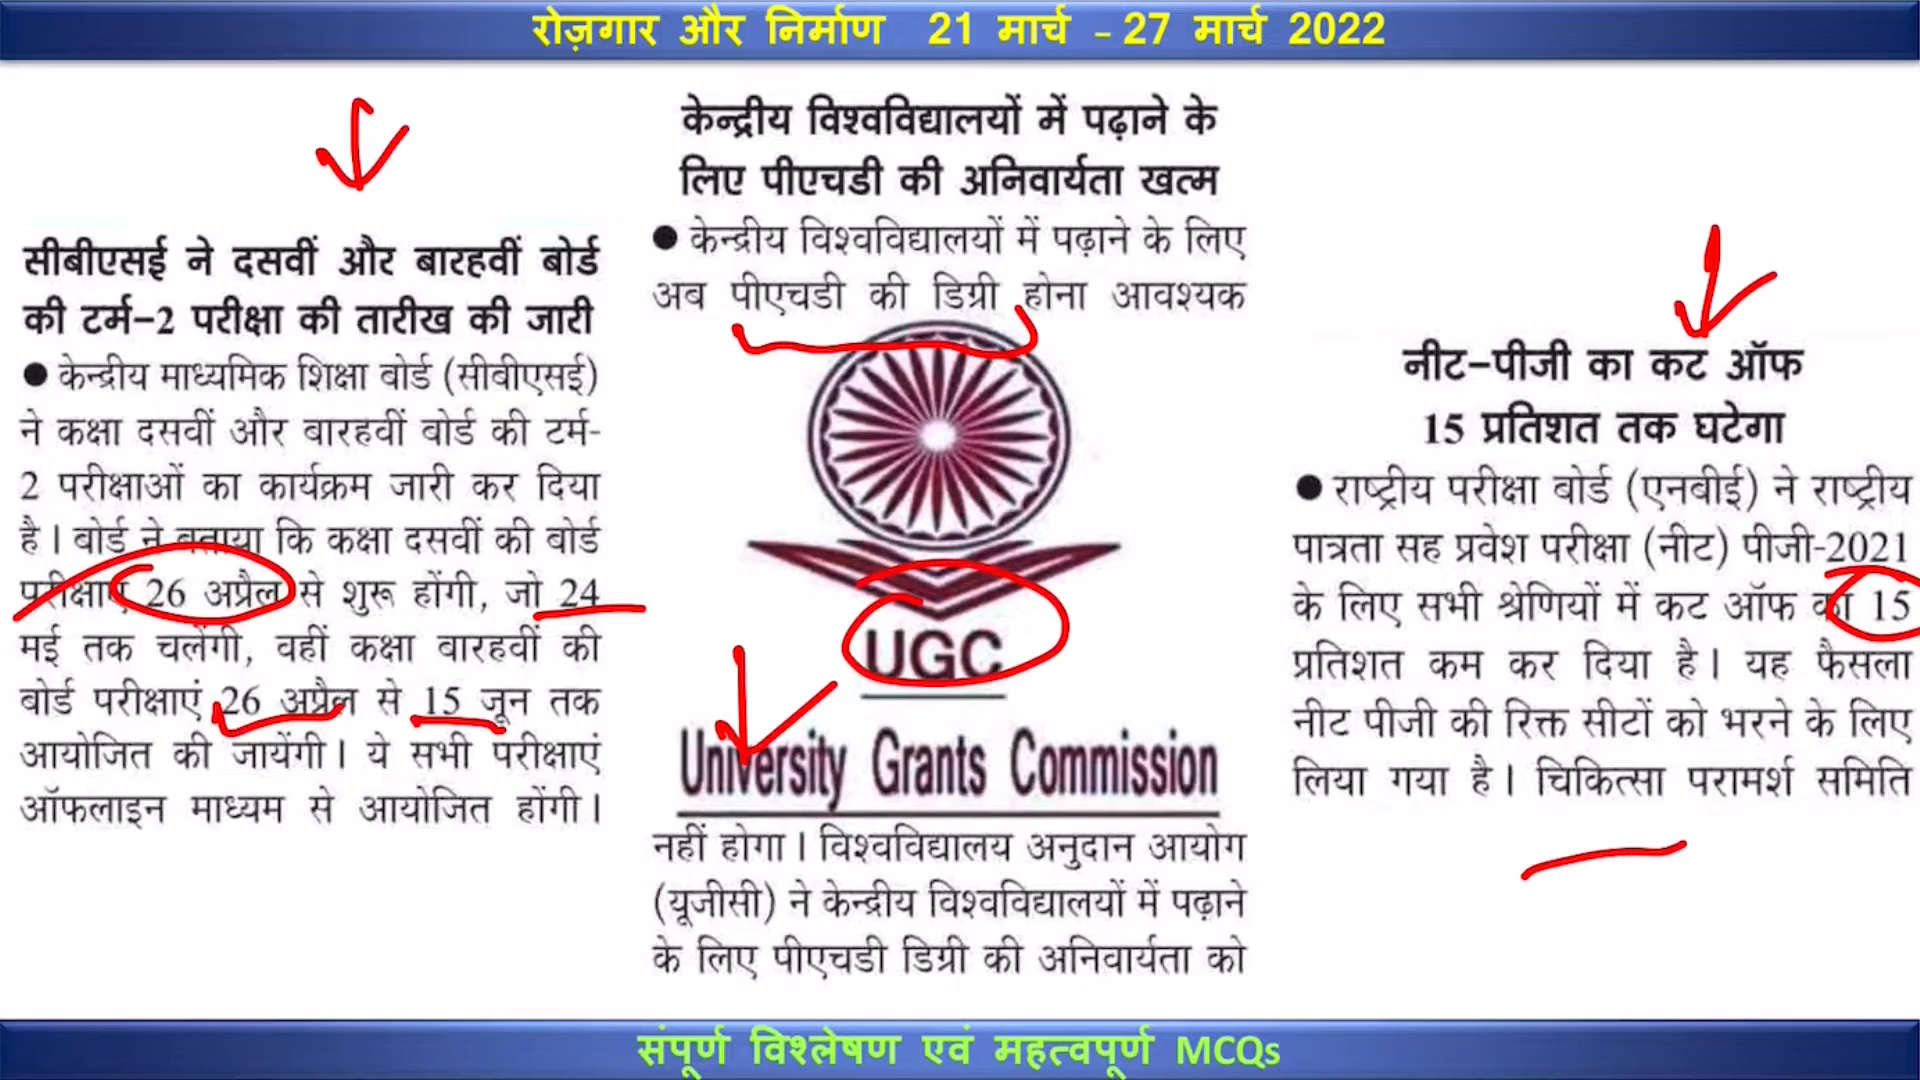 रोज़गार और निर्माण 21 मार्च - 27 मार्च 2022
सीबीएसई ने दसवीं और बारहवीं बोर्ड
की टर्म-2 परीक्षा की तारीख की जारी
● केन्द्रीय माध्यमिक शिक्षा बोर्ड (सीबीएसई)
ने कक्षा दसवीं और बारहवीं बोर्ड की टर्म-
2 परीक्षाओं का कार्यक्रम जारी कर दिया
है। बोर्ड ने बताया कि कक्षा दसवीं की बोर्ड
परीक्षाएं 26 अप्रैल से शुरू होंगी, जो 24
मई तक चलेंगी, वहीं कक्षा बारहवीं की
बोर्ड परीक्षाएं 26 अप्रैल से 15 जून तक
आयोजित की जायेंगी। ये सभी परीक्षाएं
ऑफलाइन माध्यम से आयोजित होंगी।
केन्द्रीय विश्वविद्यालयों में पढ़ाने के
लिए पीएचडी की अनिवार्यता खत्म
● केन्द्रीय विश्वविद्यालयों में पढ़ाने के लिए
अब पीएचडी की डिग्री होना आवश्यक
UGC
University Grants Commission
नहीं होगा। विश्वविद्यालय अनुदान आयोग
(यूजीसी) ने केन्द्रीय विश्वविद्यालयों में पढ़ाने
के लिए पीएचडी डिग्री की अनिवार्यता को
नीट-पीजी का कट ऑफ
15 प्रतिशत तक घटेगा
● राष्ट्रीय परीक्षा बोर्ड (एनबीई) ने राष्ट्रीय
पात्रता सह प्रवेश परीक्षा (नीट) पीजी-2021
के लिए सभी श्रेणियों में कट ऑफ का 15
प्रतिशत कम कर दिया है। यह फैसला
नीट पीजी की रिक्त सीटों को भरने के लिए
लिया गया है। चिकित्सा परामर्श समिति
संपूर्ण विश्लेषण एवं महत्वपूर्ण MCQs